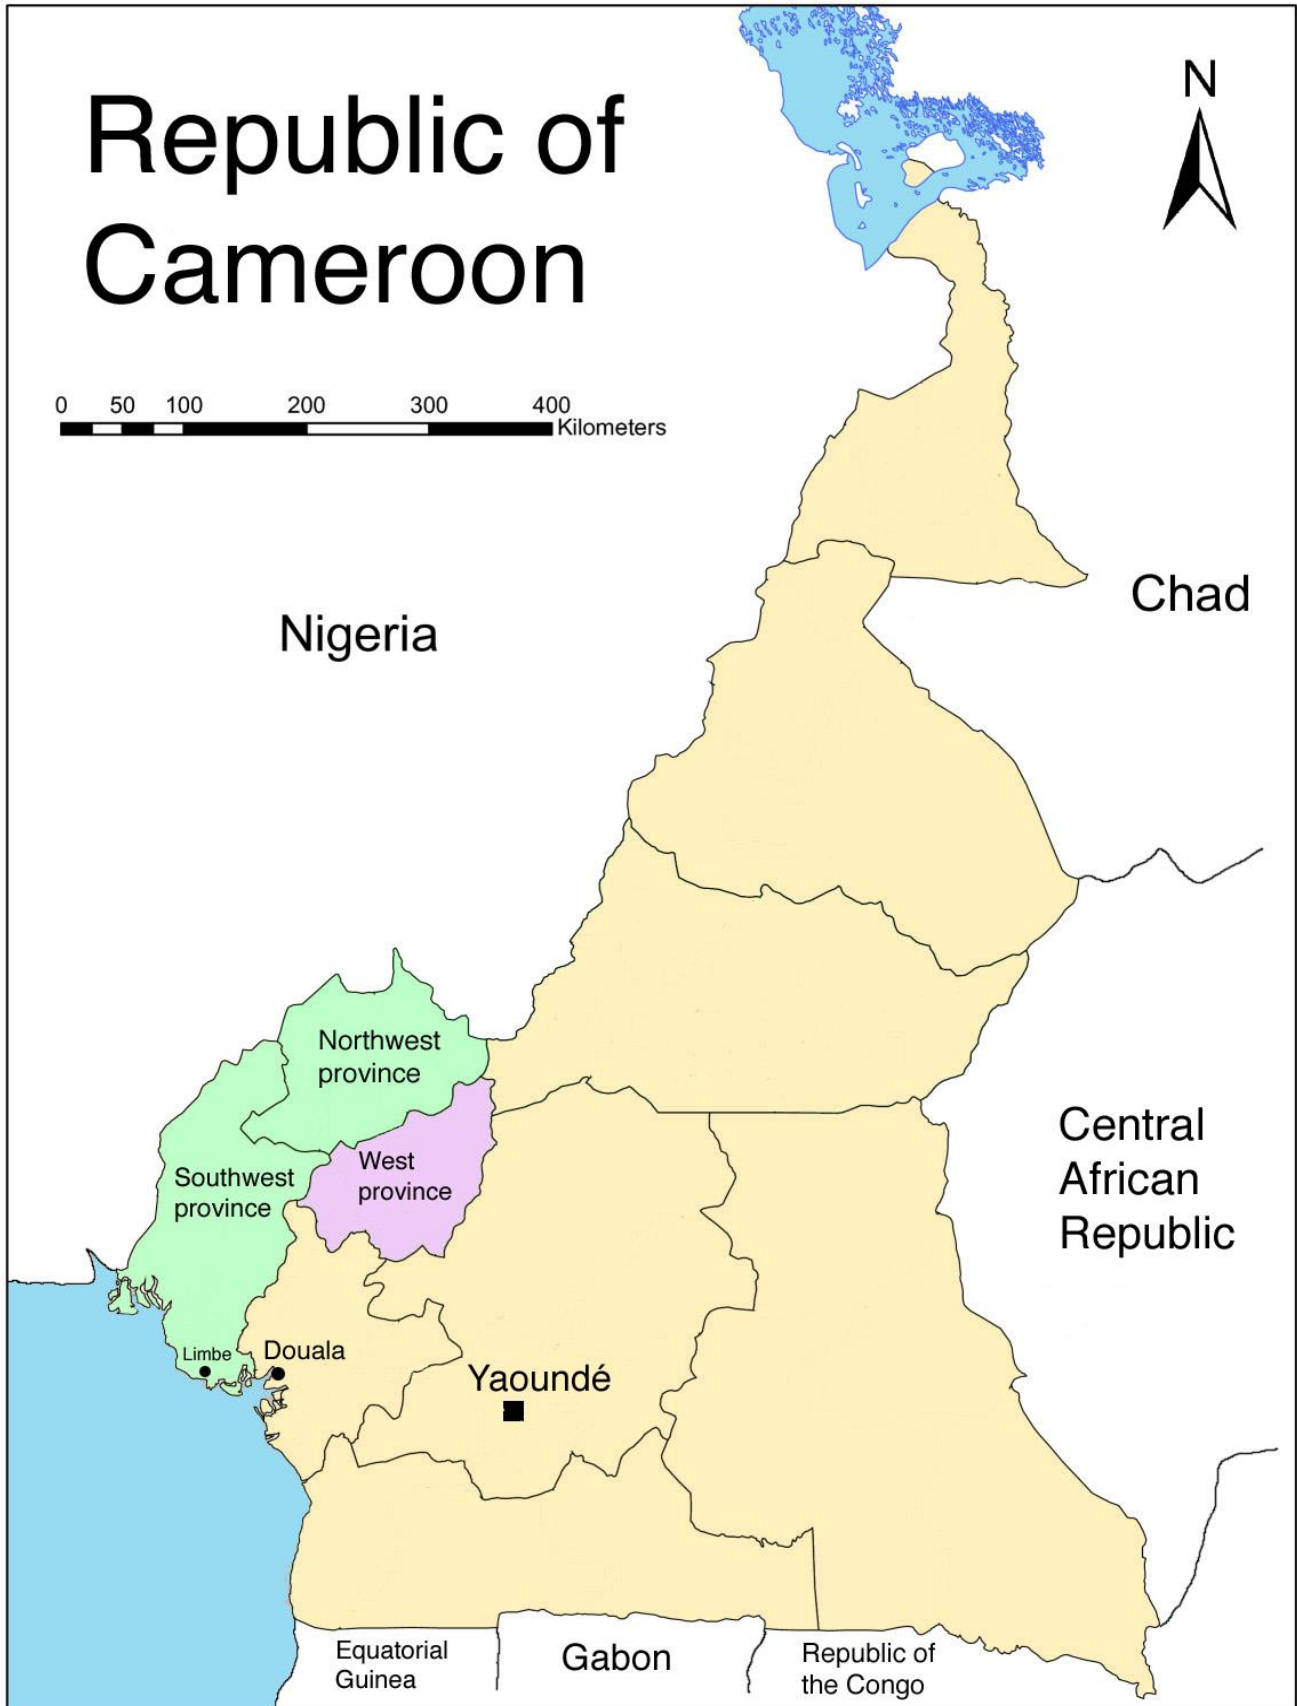 Republic of
Cameroon
N
0 50 100 200 300 400
Kilometers
Nigeria
Chad
Northwest
province
West
province
Southwest
province
Central
African
Republic
Limbe
Douala
Yaoundé
Equatorial
Guinea
Gabon
Republic of
the Congo